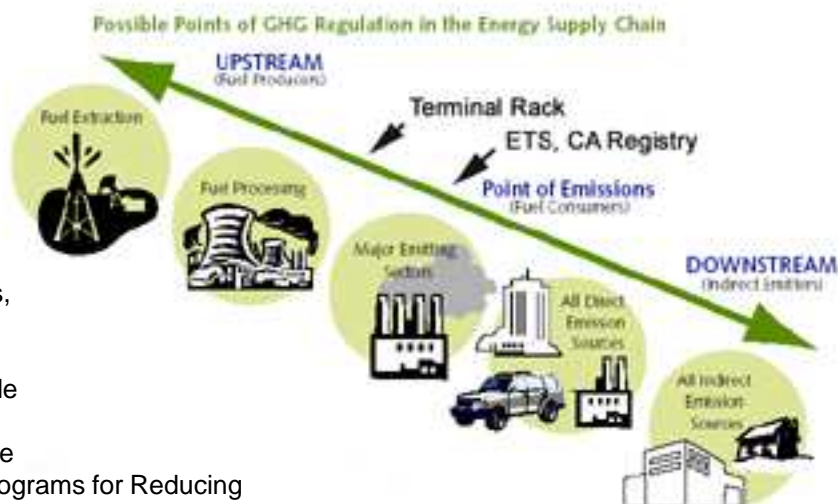 Possible Points of GHG Regulation in the Energy Supply Chain
UPSTREAM
(Fuel Producers)
Fuel Extraction
Terminal Rack
ETS, CA Registry
Fuel Processing
Point of Emissions
(Fuel Consumers)
Major Emitting
Sectors
DOWNSTREAM
(Indirect Emitters)
All Direct
Emission
Sources
All Indirect
Emission
Sources
s,
le
e
ograms for Reducing